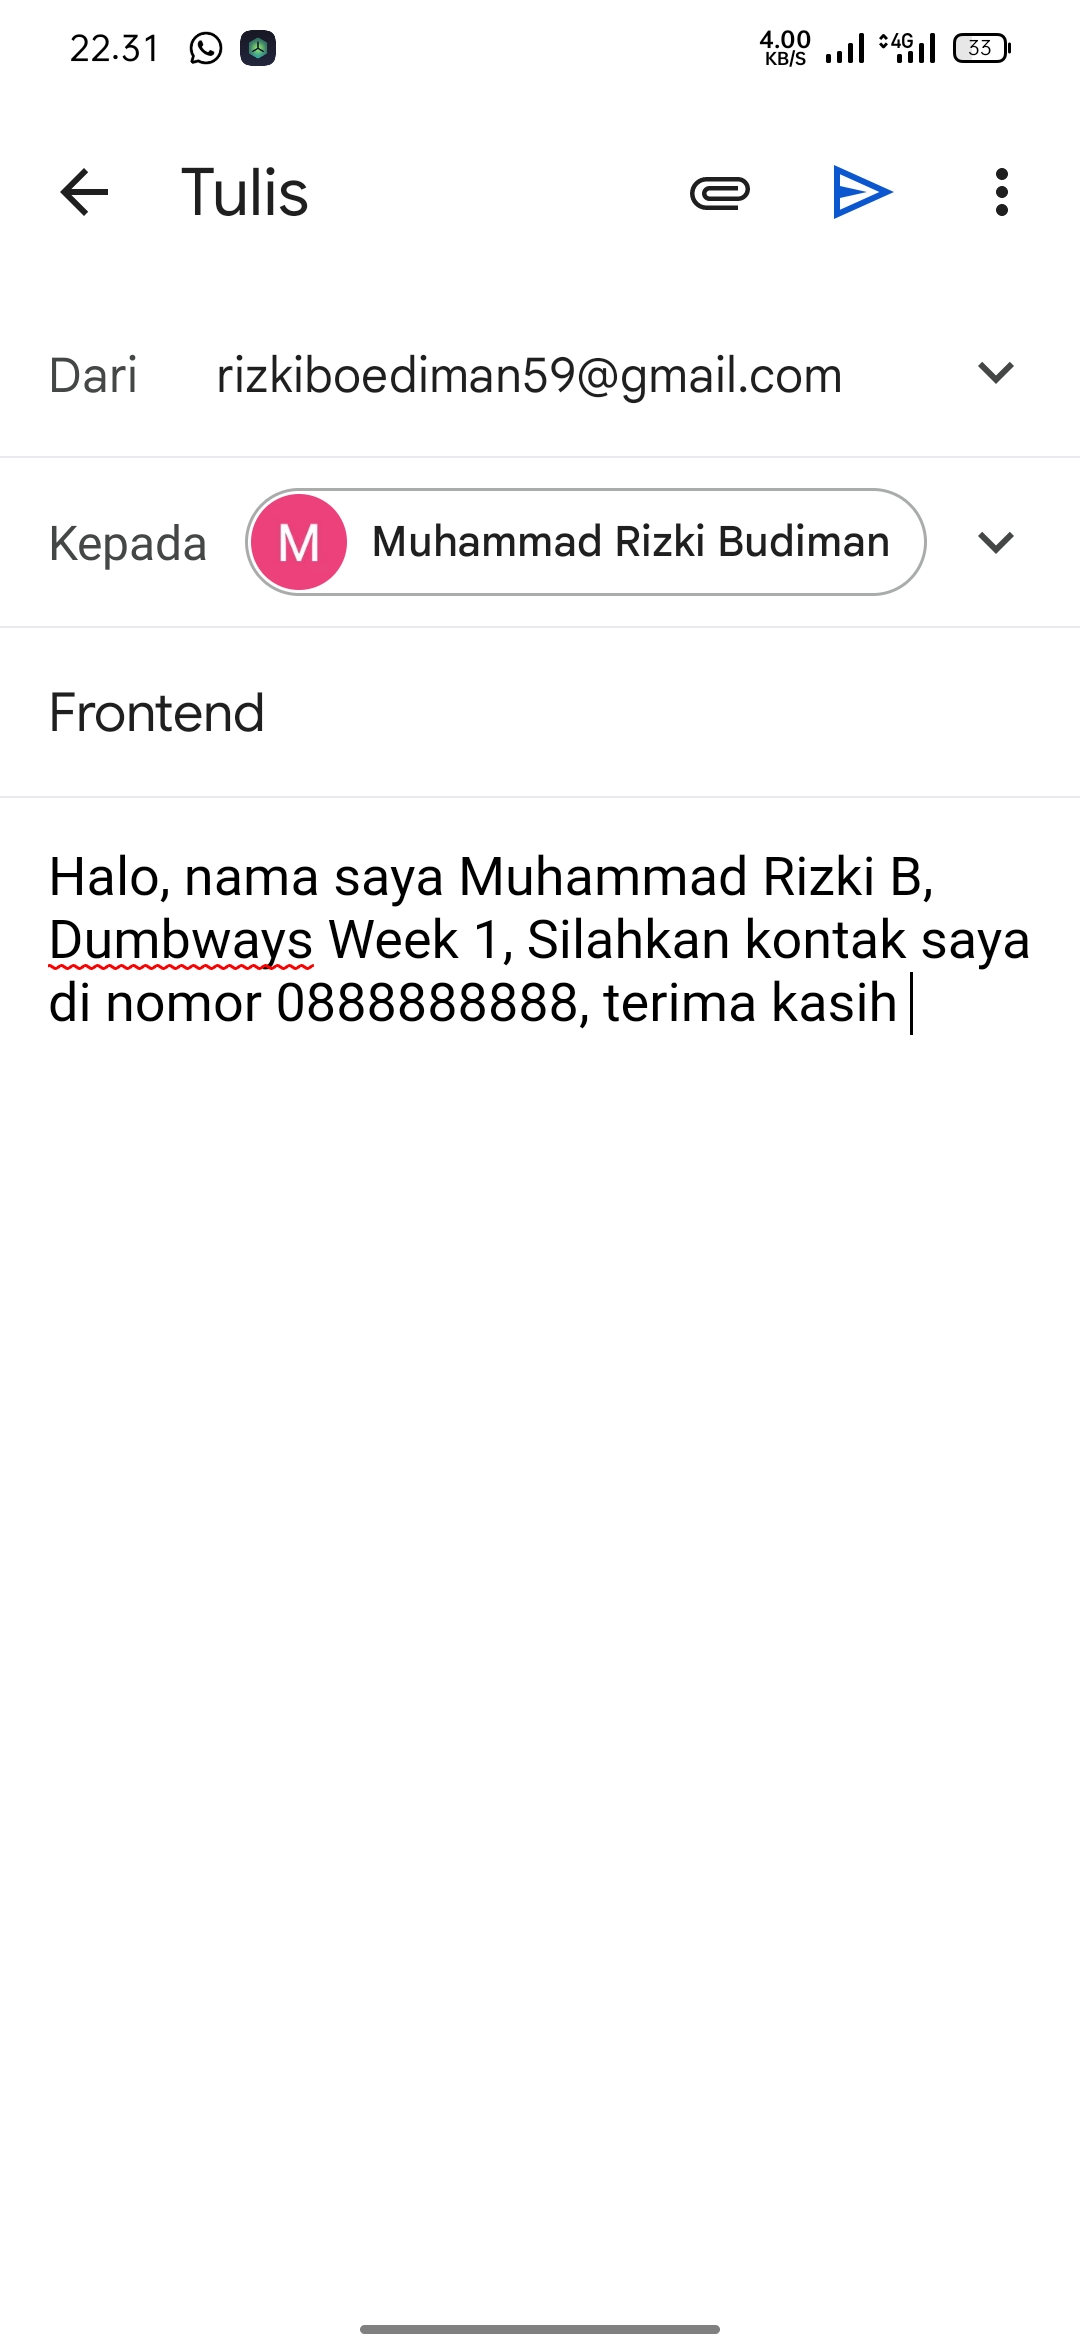 22.31 4.00 KB/S 4G 33
Tulis
Dari rizkiboediman59@gmail.com
Kepada M Muhammad Rizki Budiman
Frontend
Halo, nama saya Muhammad Rizki B,
Dumbways Week 1, Silahkan kontak saya
di nomor 0888888888, terima kasih